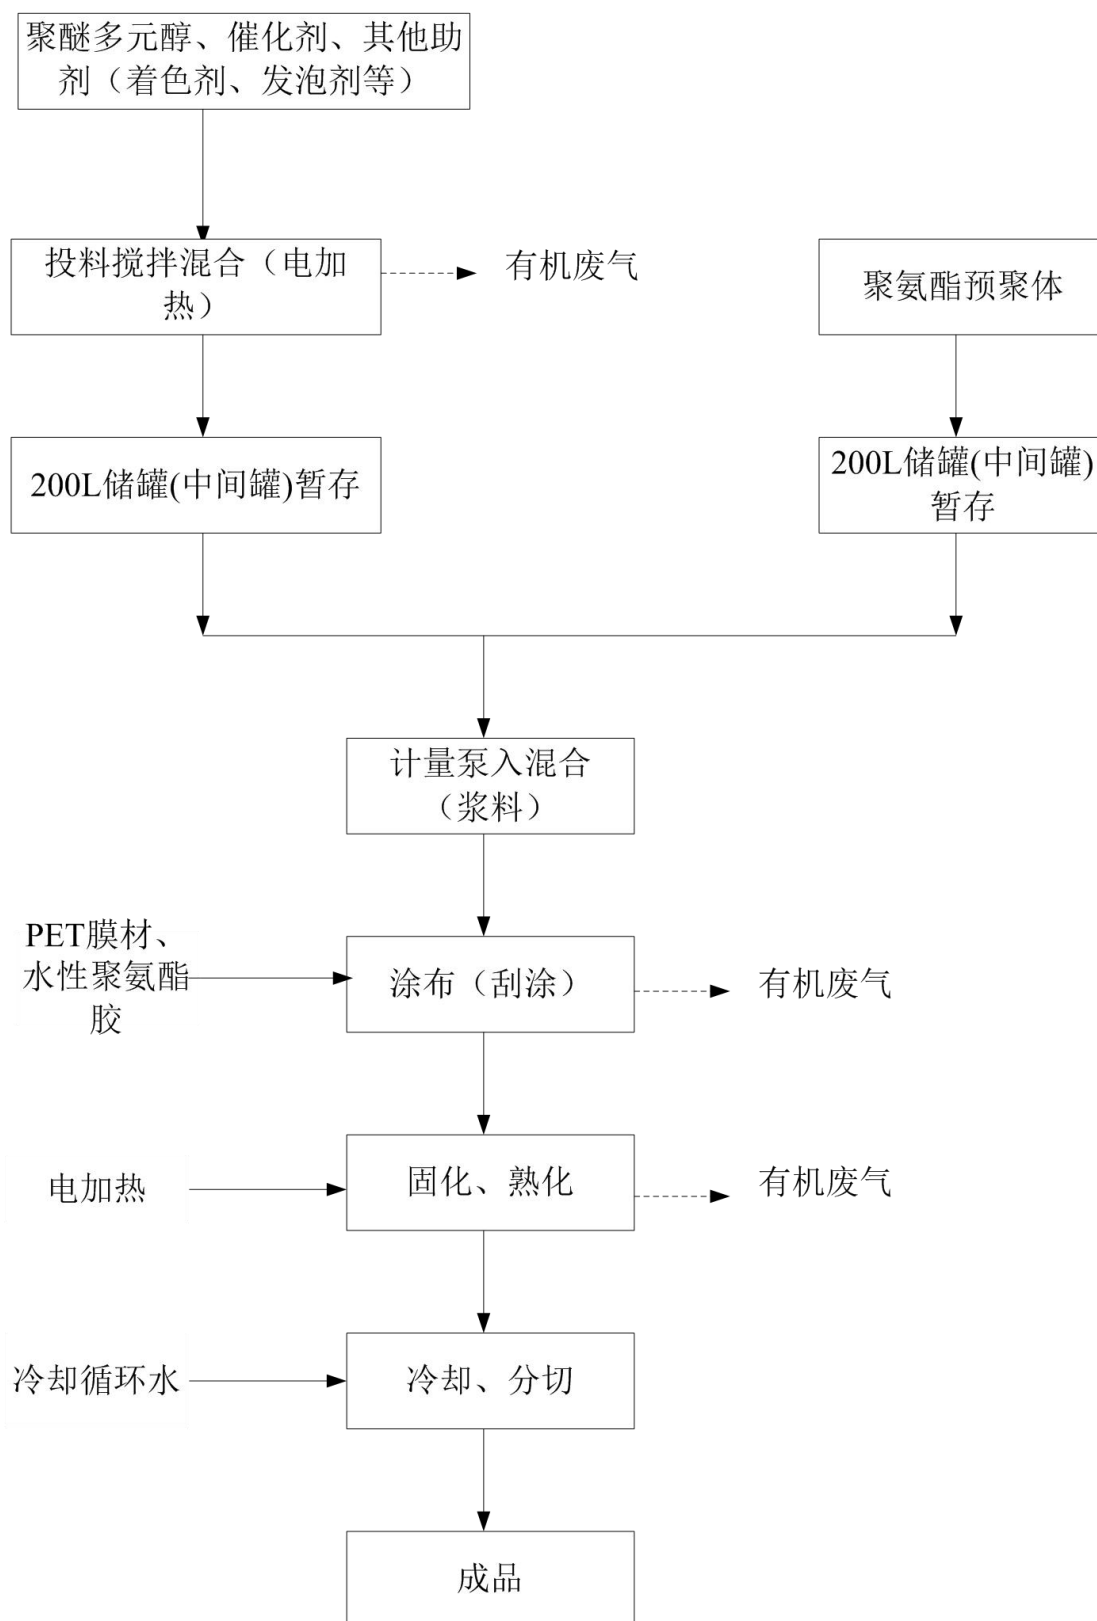 聚醚多元醇、催化剂、其他助
剂（着色剂、发泡剂等）
投料搅拌混合（电加
热）
有机废气
聚氨酯预聚体
200L储罐(中间罐)暂存
200L储罐(中间罐)
暂存
计量泵入混合
（浆料）
PET膜材、
水性聚氨酯
胶
涂布（刮涂）
有机废气
电加热
固化、熟化
有机废气
冷却循环水
冷却、分切
成品